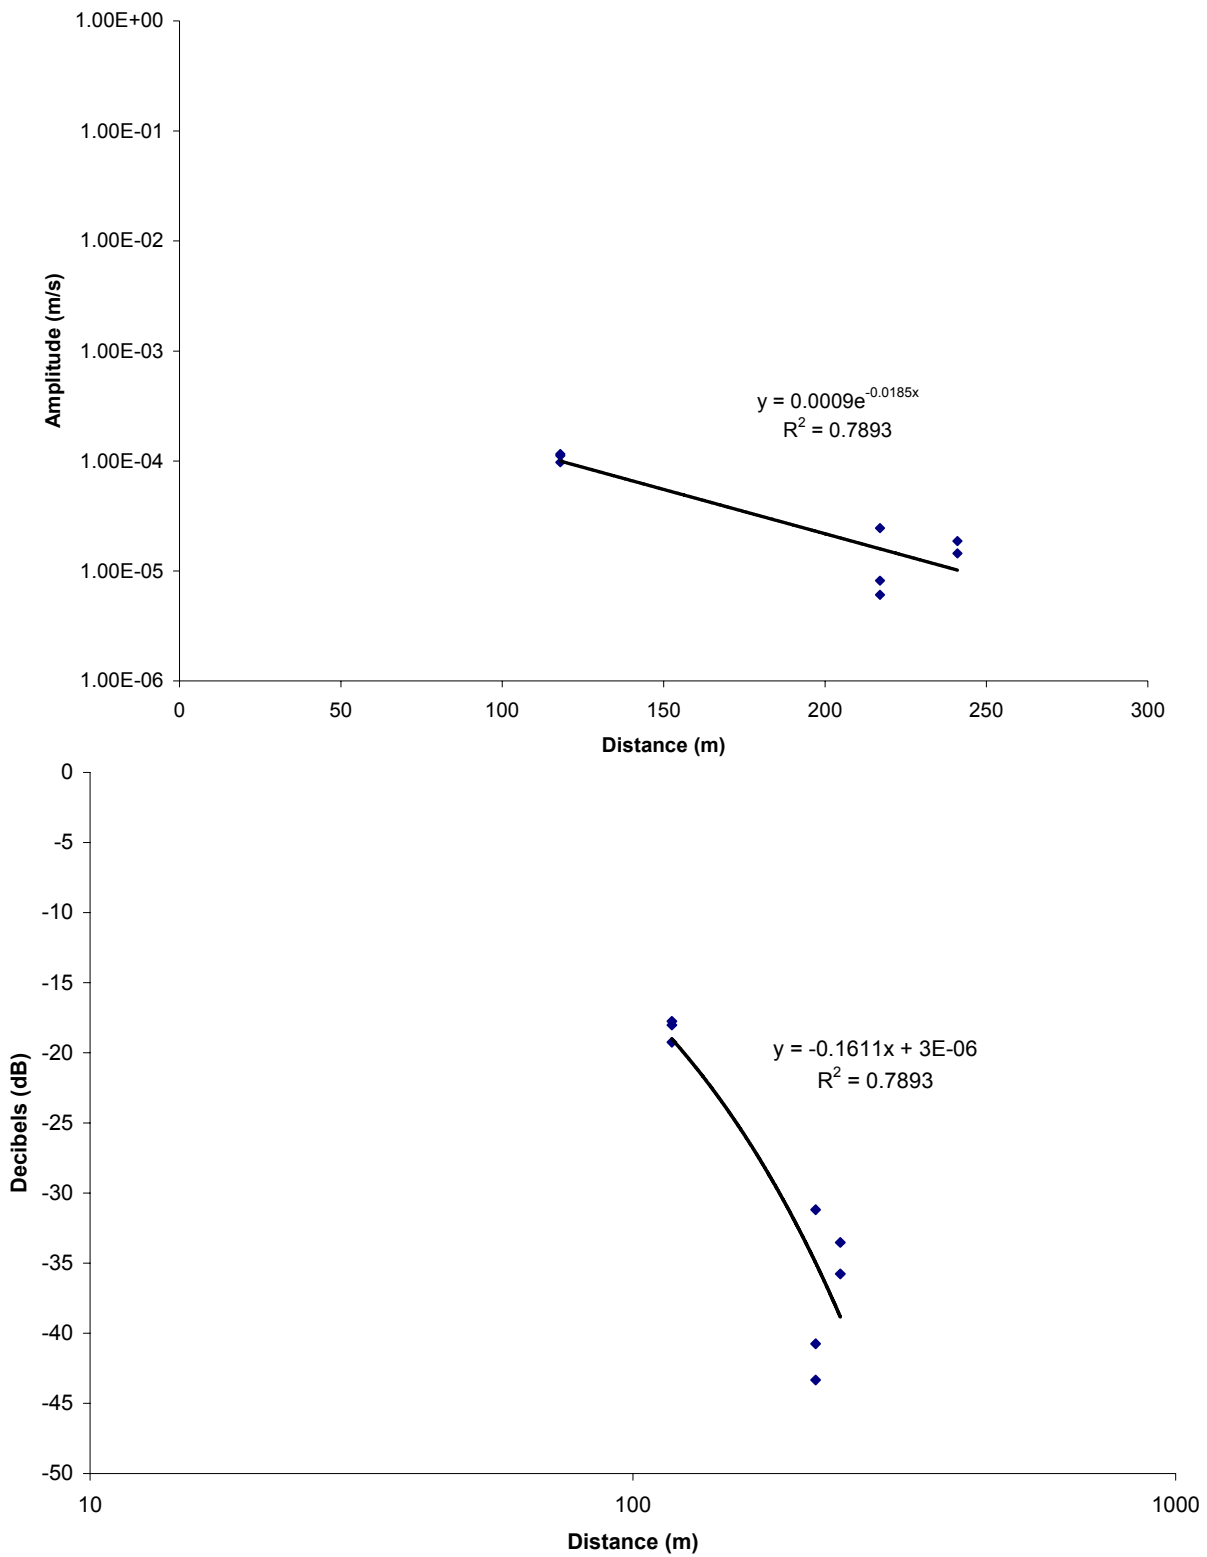 1.00E+00
1.00E-01
1.00E-02
1.00E-03
1.00E-04
1.00E-05
1.00E-06
Amplitude (m/s)
y = 0.0009e^-0.0185x
R² = 0.7893
0 50 100 150 200 250 300
Distance (m)
0
-5
-10
-15
-20
-25
-30
-35
-40
-45
-50
Decibels (dB)
y = -0.1611x + 3E-06
R² = 0.7893
10 100 1000
Distance (m)